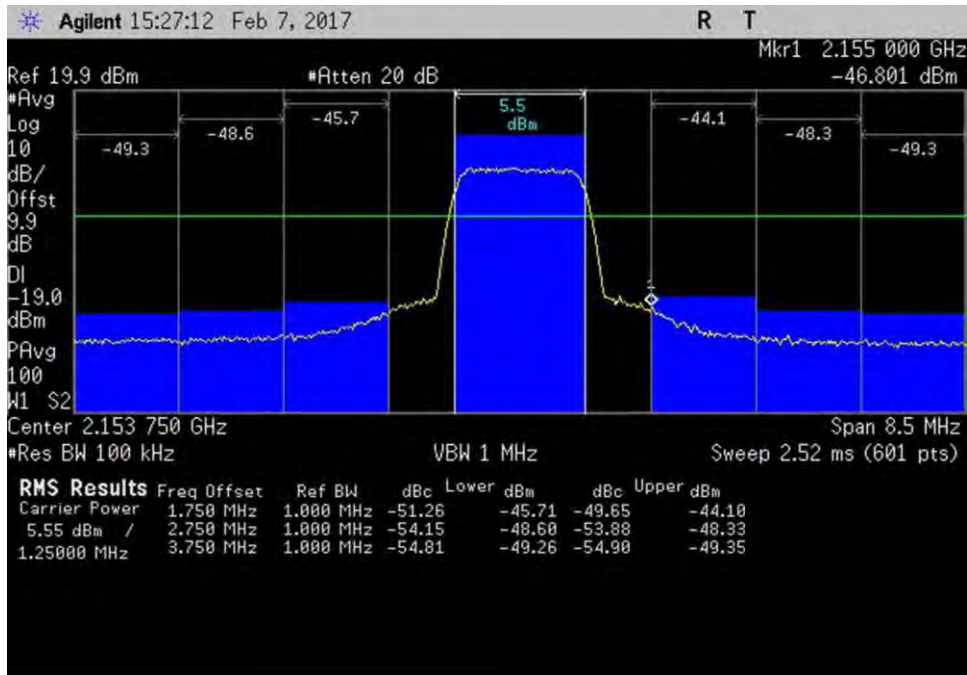 Agilent 15:27:12 Feb 7, 2017 R T
Mkr1 2.155 000 GHz
Ref 19.9 dBm #Atten 20 dB -46.801 dBm
#Avg
Log
10
dB/
Offst
9.9
dB
DI
-19.0
dBm
PAvg
100
W1 S2
-49.3 -48.6 -45.7 5.5 dBm -44.1 -48.3 -49.3
1
Center 2.153 750 GHz Span 8.5 MHz
#Res BW 100 kHz VBW 1 MHz Sweep 2.52 ms (601 pts)
RMS Results Freq Offset Ref BW dBc Lower dBm dBc Upper dBm
Carrier Power 1.750 MHz 1.000 MHz -51.26 -45.71 -49.65 -44.10
5.55 dBm / 2.750 MHz 1.000 MHz -54.15 -48.60 -53.88 -48.33
1.25000 MHz 3.750 MHz 1.000 MHz -54.81 -49.26 -54.90 -49.35